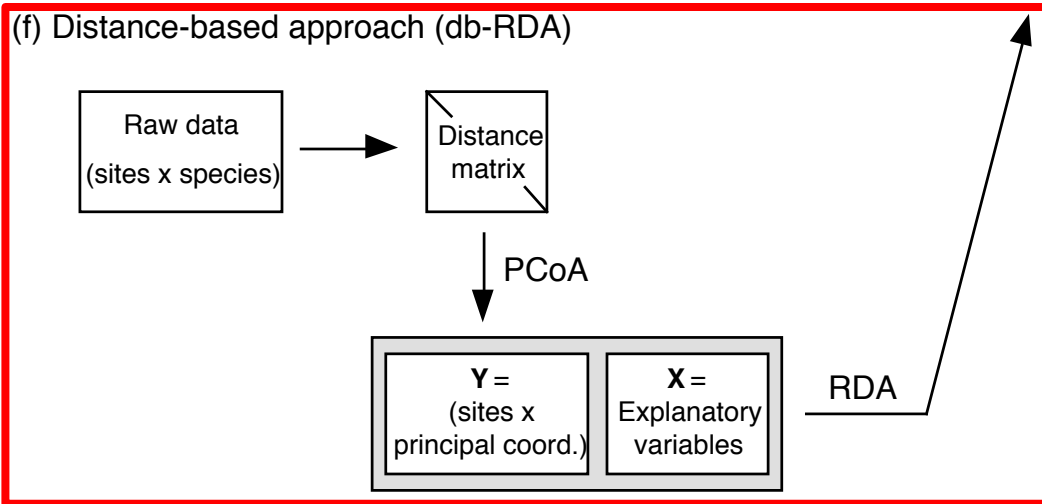 (f) Distance-based approach (db-RDA)
Raw data
(sites x species)
Distance
matrix
PCoA
Y =
(sites x
principal coord.)
X =
Explanatory
variables
RDA